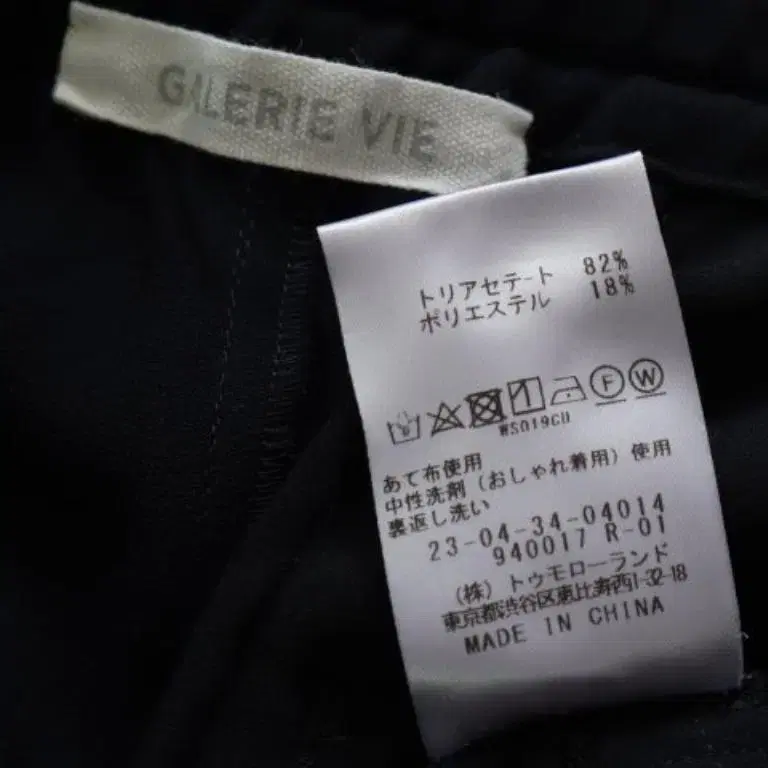 GALERIE VIE
トリアセテート 82%
ポリエステル 18%
F W
WS019CU
あて布使用
中性洗剤（おしゃれ着用）使用
裏返し洗い
23-04-34-04014
940017 R-01
（株）トゥモローランド
東京都渋谷区恵比寿西1-32-18
MADE IN CHINA